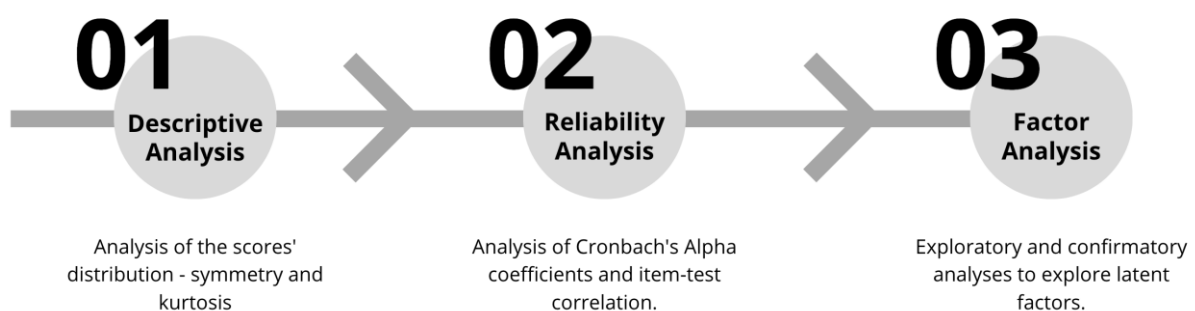 01
Descriptive
Analysis
Analysis of the scores'
distribution - symmetry and
kurtosis
02
Reliability
Analysis
Analysis of Cronbach's Alpha
coefficients and item-test
correlation.
03
Factor
Analysis
Exploratory and confirmatory
analyses to explore latent
factors.